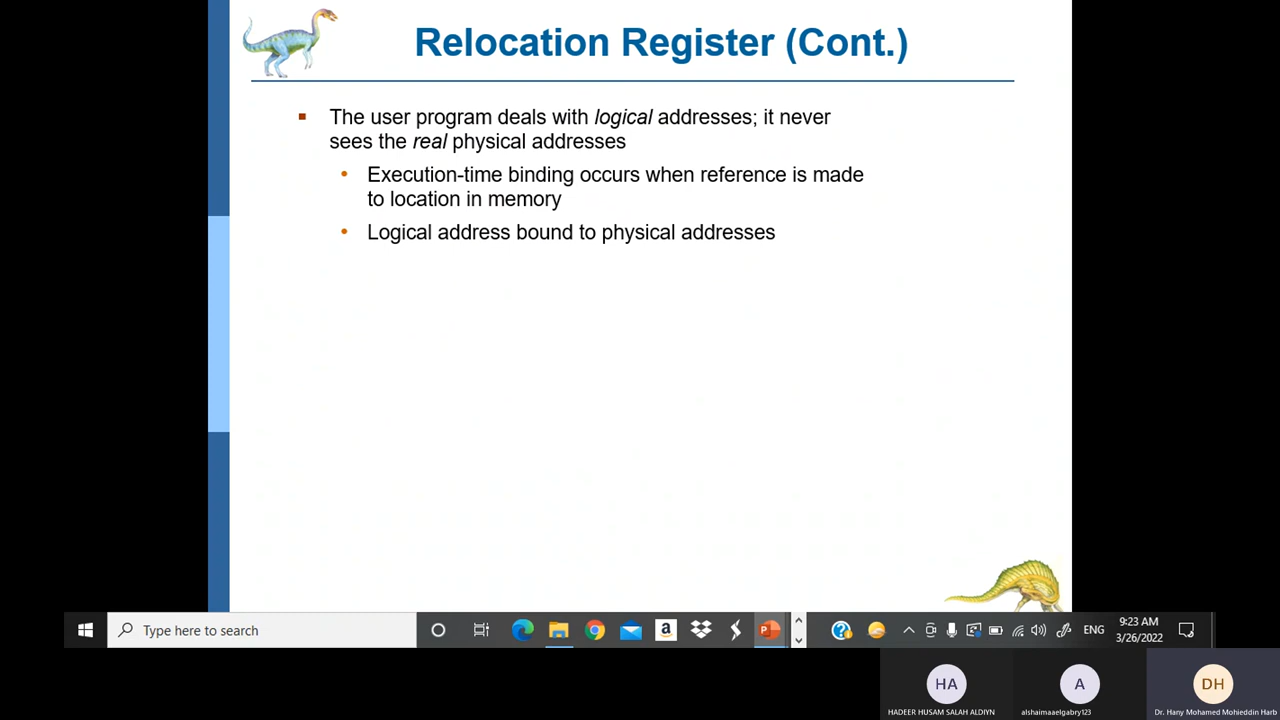 Relocation Register (Cont.)
The user program deals with logical addresses; it never
sees the real physical addresses
Execution-time binding occurs when reference is made
to location in memory
Logical address bound to physical addresses
Type here to search
a
ENG
9:23 AM
3/26/2022
HA
A
DH
HADEER HUSAM SALAH ALDIYN
alshaimaaelgabry123
Dr. Hany Mohamed Mohieddin Harb